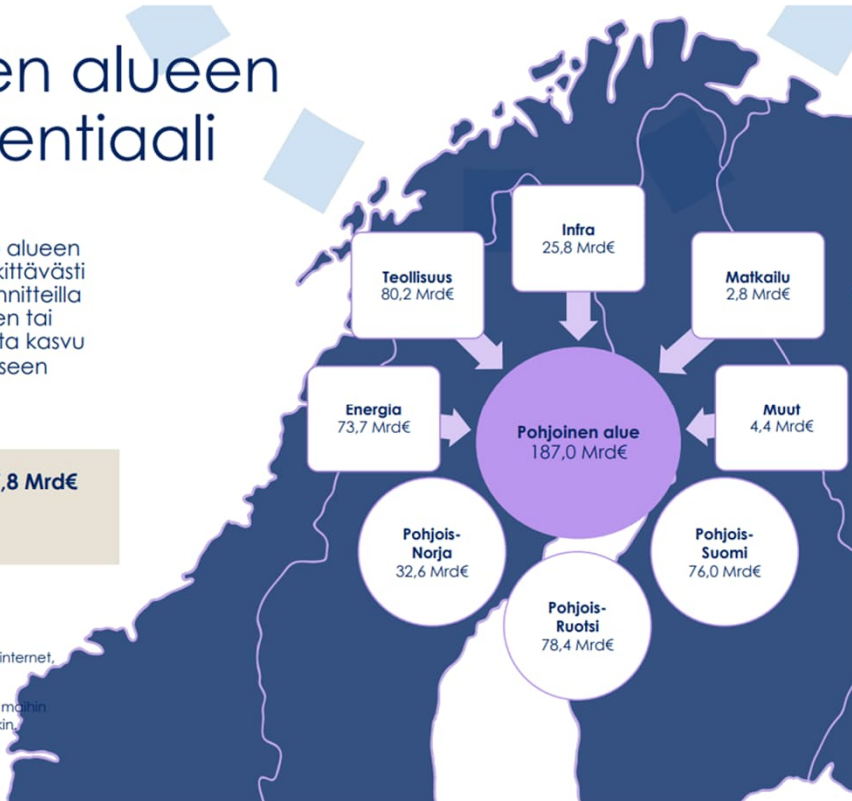 en alueen
entiaali
alueen
kittävästi
nnitteilla
en tai
ta kasvu
seen
,8 Mrd€
internet,
maihin
kin.
Infra
25,8 Mrd€
Teollisuus
80,2 Mrd€
Matkailu
2,8 Mrd€
Energia
73,7 Mrd€
Muut
4,4 Mrd€
Pohjoinen alue
187,0 Mrd€
Pohjois-
Norja
32,6 Mrd€
Pohjois-
Suomi
76,0 Mrd€
Pohjois-
Ruotsi
78,4 Mrd€